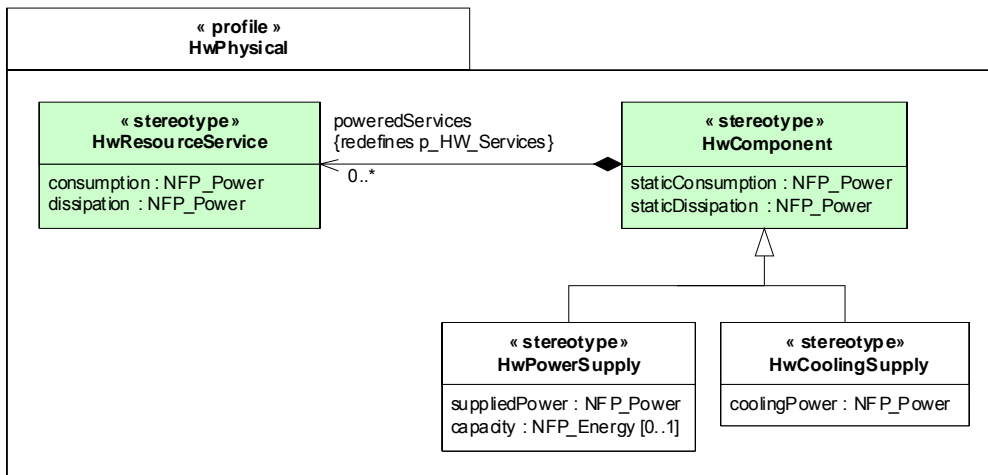 « profile »
HwPhysical
« stereotype»
HwResourceService
consumption : NFP_Power
dissipation : NFP_Power
poweredServices
{redefines p_HW_Services}
0..*
« stereotype»
HwComponent
staticConsumption : NFP_Power
staticDissipation : NFP_Power
« stereotype»
HwPowerSupply
suppliedPower : NFP_Power
capacity : NFP_Energy [0..1]
« stereotype»
HwCoolingSupply
coolingPower : NFP_Power